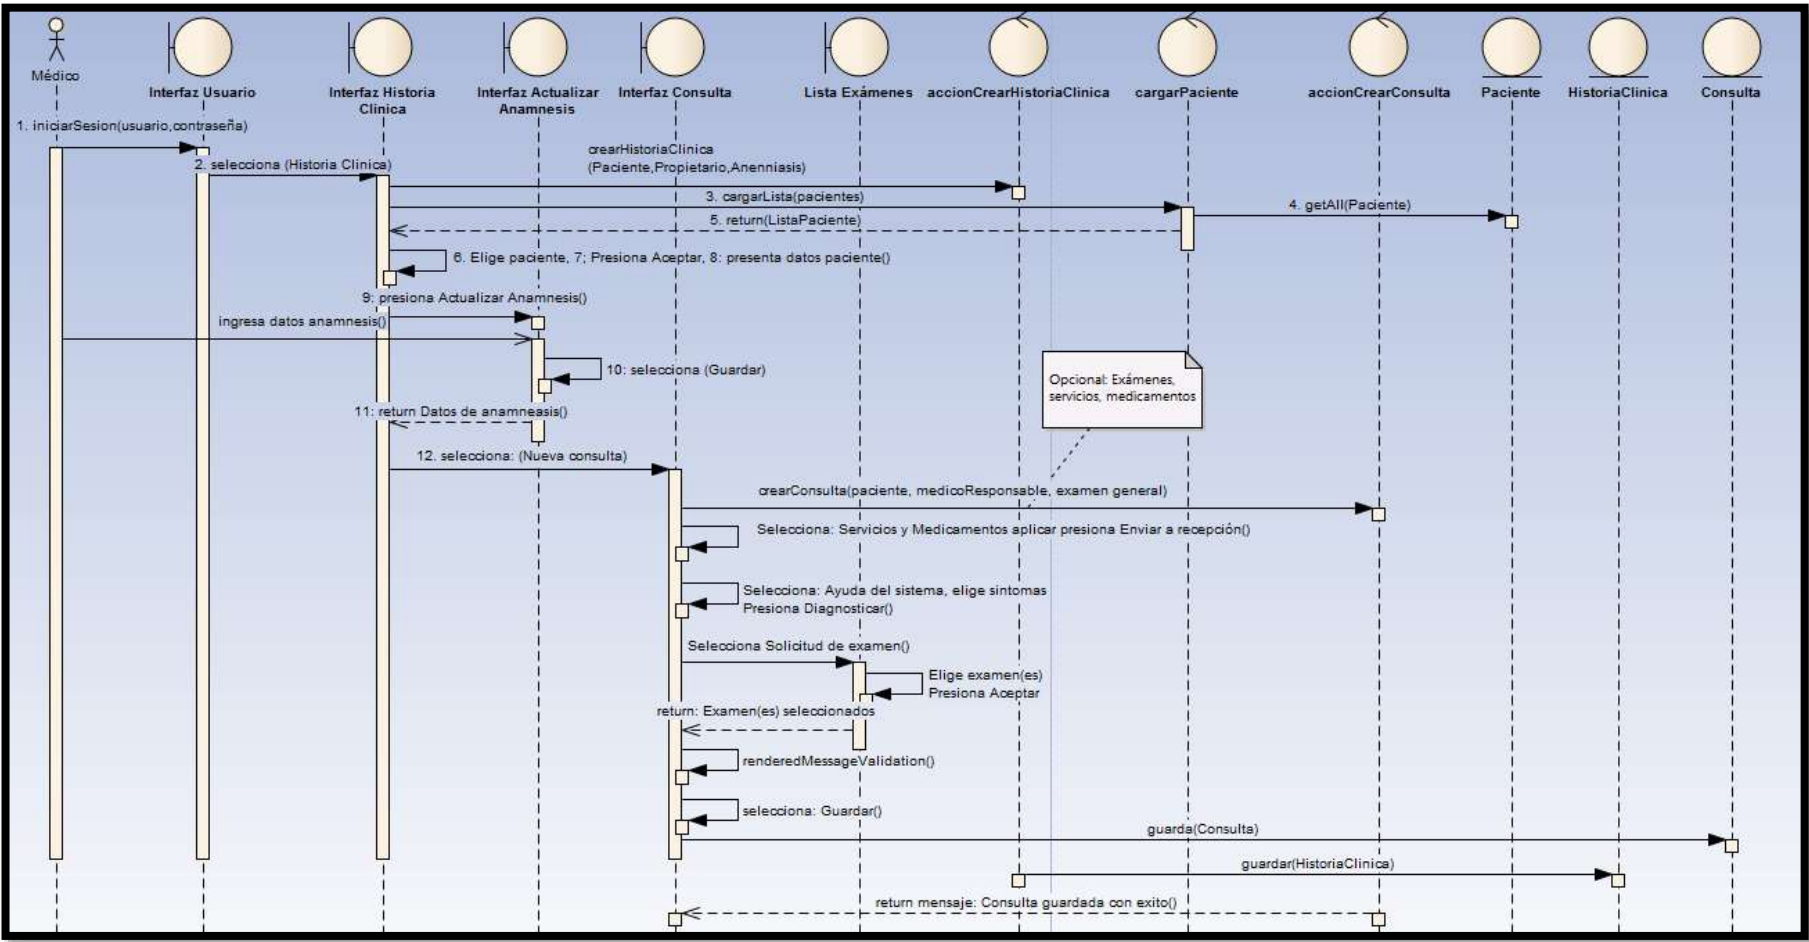 Médico
Interfaz Usuario
Interfaz Historia
Clinica
Interfaz Actualizar
Anamnesis
Interfaz Consulta
Lista Exámenes
accionCrearHistoriaClinica
cargarPaciente
accionCrearConsulta
Paciente
HistoriaClinica
Consulta
1. iniciarSesion(usuario,contraseña)
2. selecciona (Historia Clinica)
crearHistoriaClinica
(Paciente,Propietario,Anenniasis)
3. cargarLista(pacientes)
4. getAll(Paciente)
5. return(ListaPaciente)
6. Elige paciente, 7; Presiona Aceptar, 8: presenta datos paciente()
9: presiona Actualizar Anamnesis()
ingresa datos anamnesis()
10: selecciona (Guardar)
Opcional: Exámenes,
servicios, medicamentos
11: return Datos de anamneasis()
12. selecciona: (Nueva consulta)
crearConsulta(paciente, medicoResponsable, examen general)
Selecciona: Servicios y Medicamentos aplicar presiona Enviar a recepción()
Selecciona: Ayuda del sistema, elige sintomas
Presiona Diagnosticar()
Selecciona Solicitud de examen()
Elige examen(es)
Presiona Aceptar
return: Examen(es) seleccionados
renderedMessageValidation()
selecciona: Guardar()
guarda(Consulta)
guardar(HistoriaClinica)
return mensaje: Consulta guardada con exito()